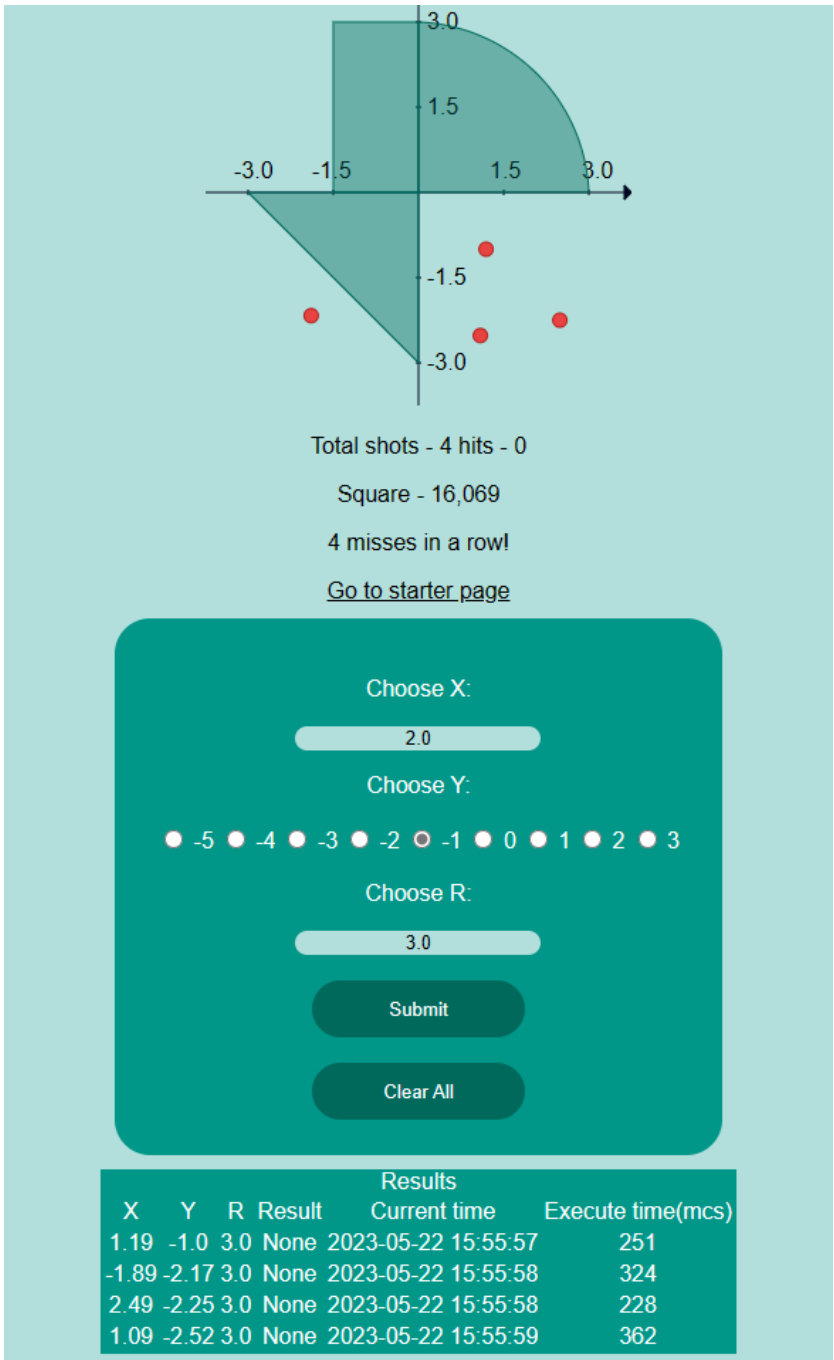 3.0
1.5
-3.0 -1.5 1.5 3.0
-1.5
-3.0
Total shots - 4 hits - 0
Square - 16,069
4 misses in a row!
Go to starter page
Choose X:
2.0
Choose Y:
-5 -4 -3 -2 -1 0 1 2 3
Choose R:
3.0
Submit
Clear All
Results
X Y R Result Current time Execute time(mcs)
1.19 -1.0 3.0 None 2023-05-22 15:55:57 251
-1.89 -2.17 3.0 None 2023-05-22 15:55:58 324
2.49 -2.25 3.0 None 2023-05-22 15:55:58 228
1.09 -2.52 3.0 None 2023-05-22 15:55:59 362